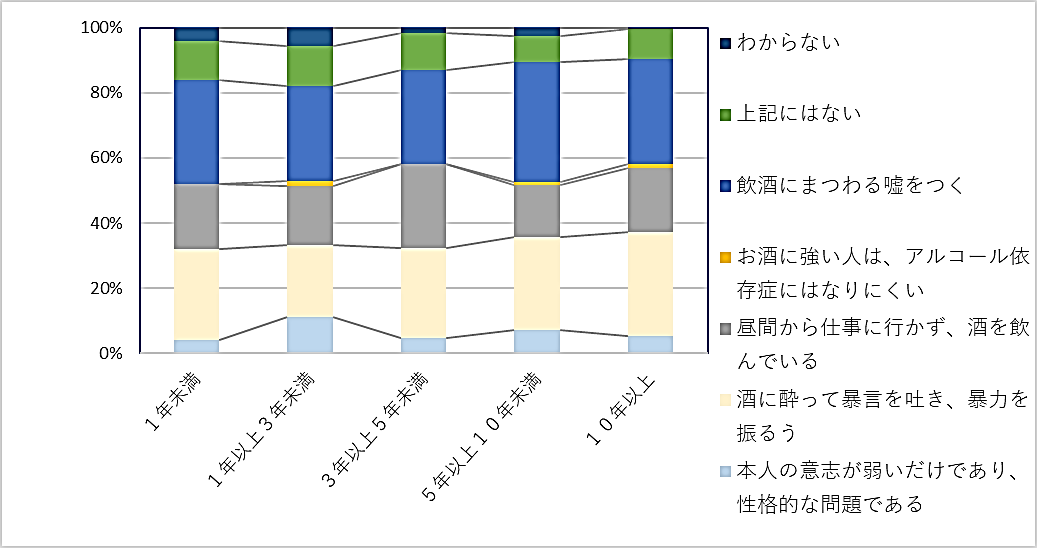 100%
80%
60%
40%
20%
0%
１年未満
１年以上３年未満
３年以上５年未満
５年以上１０年未満
１０年以上
わからない
上記にはない
飲酒にまつわる嘘をつく
お酒に強い人は、アルコール依
存症にはなりにくい
昼間から仕事に行かず、酒を飲
んでいる
酒に酔って暴言を吐き、暴力を
振るう
本人の意志が弱いだけであり、
性格的な問題である